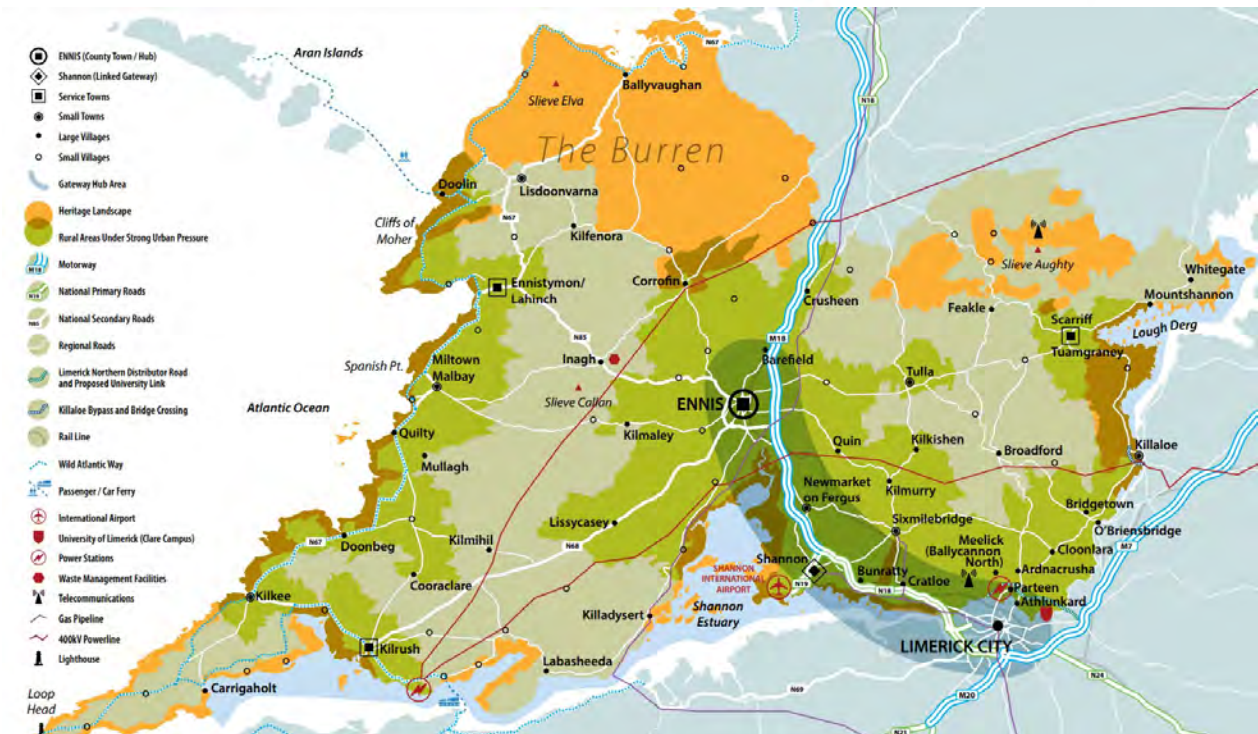 ENNIS (County Town / Hub)
Shannon (Linked Gateway)
Service Towns
Small Towns
Large Villages
Small Villages
Gateway Hub Area
Heritage Landscape
Rural Areas Under Strong Urban Pressure
M18
Motorway
N19
National Primary Roads
N85
National Secondary Roads
Regional Roads
Limerick Northern Distributor Road
and Proposed University Link
Killaloe Bypass and Bridge Crossing
Rail Line
Wild Atlantic Way
Passenger / Car Ferry
International Airport
University of Limerick (Clare Campus)
Power Stations
Waste Management Facilities
Telecommunications
Gas Pipeline
400kV Powerline
Lighthouse
Aran Islands
N67
Ballyvaughan
Slieve Elva
The Burren
N18
Doolin
Lisdoonvarna
Cliffs of
Moher
N67
Kilfenora
Slieve Aughty
Whitegate
Ennistymon/
Lahinch
Corrofin
Crusheen
Feakle
Mountshannon
Scarriff
Tuamgraney
Lough Derg
N85
M18
Inagh
Barefield
Spanish Pt.
Miltown
Malbay
Slieve Callan
Tulla
Atlantic Ocean
ENNIS
Quilty
Kilmaley
Quin
Kilkishen
Broadford
Killaloe
Mullagh
Newmarket
on Fergus
Kilmurry
Bridgetown
Lissycasey
Sixmilebridge
O'Briensbridge
N67
Doonbeg
Kilmihil
N68
Meelick
(Ballycannon
North)
Cloonlara
M7
Shannon
Ardnacrusha
Cooraclare
SHANNON
INTERNATIONAL
AIRPORT
N19
Bunratty
Cratloe
Parteen
Kilkee
N18
Athlunkard
Killadysert
Shannon
Estuary
Kilrush
LIMERICK CITY
Labasheeda
N24
Carrigaholt
N69
M20
Loop
Head
N21